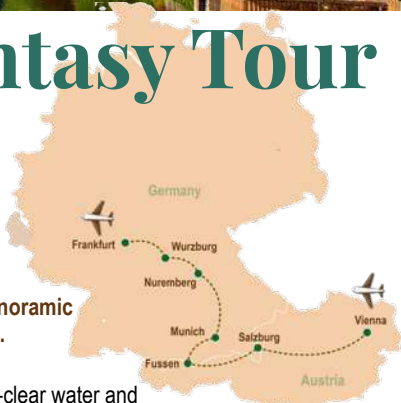 ntasy Tour
Germany
Frankfurt
Wurzburg
Nuremberg
noramic
.
Munich
Salzburg
Vienna
Fussen
Austria
-clear water and